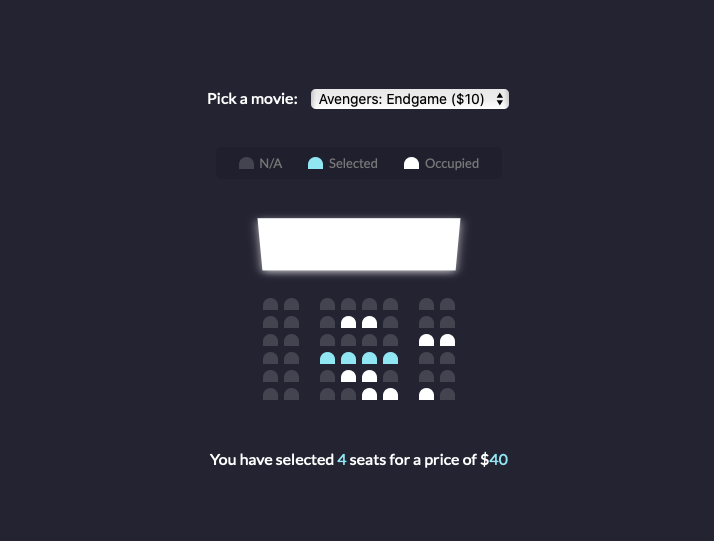 Pick a movie: Avengers: Endgame ($10)
N/A Selected Occupied
You have selected 4 seats for a price of $40